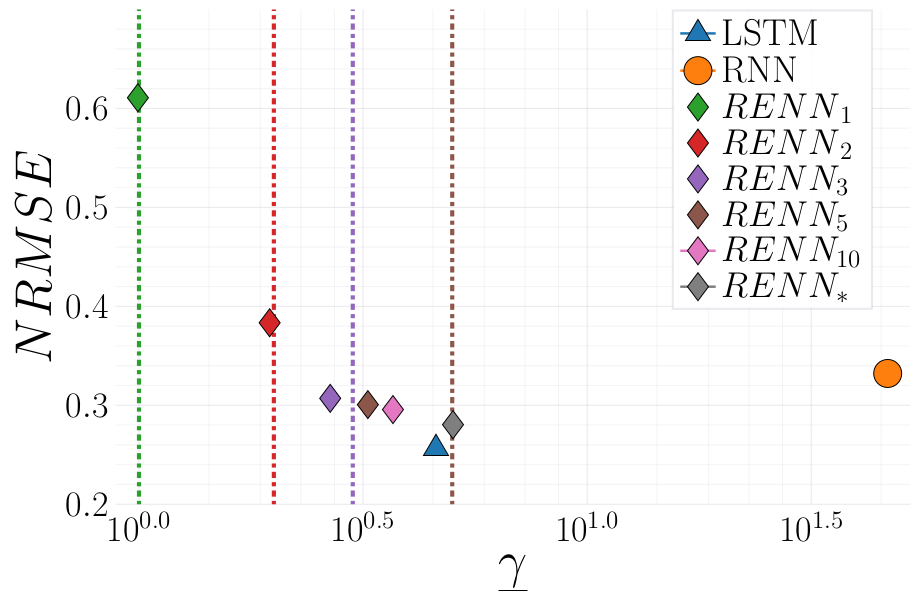 LSTM
RNN
RENN₁
RENN₂
RENN₃
RENN₅
RENN₁₀
RENN*
NRMSE
0.6
0.5
0.4
0.3
0.2
10^0.0
10^0.5
10^1.0
10^1.5
γ